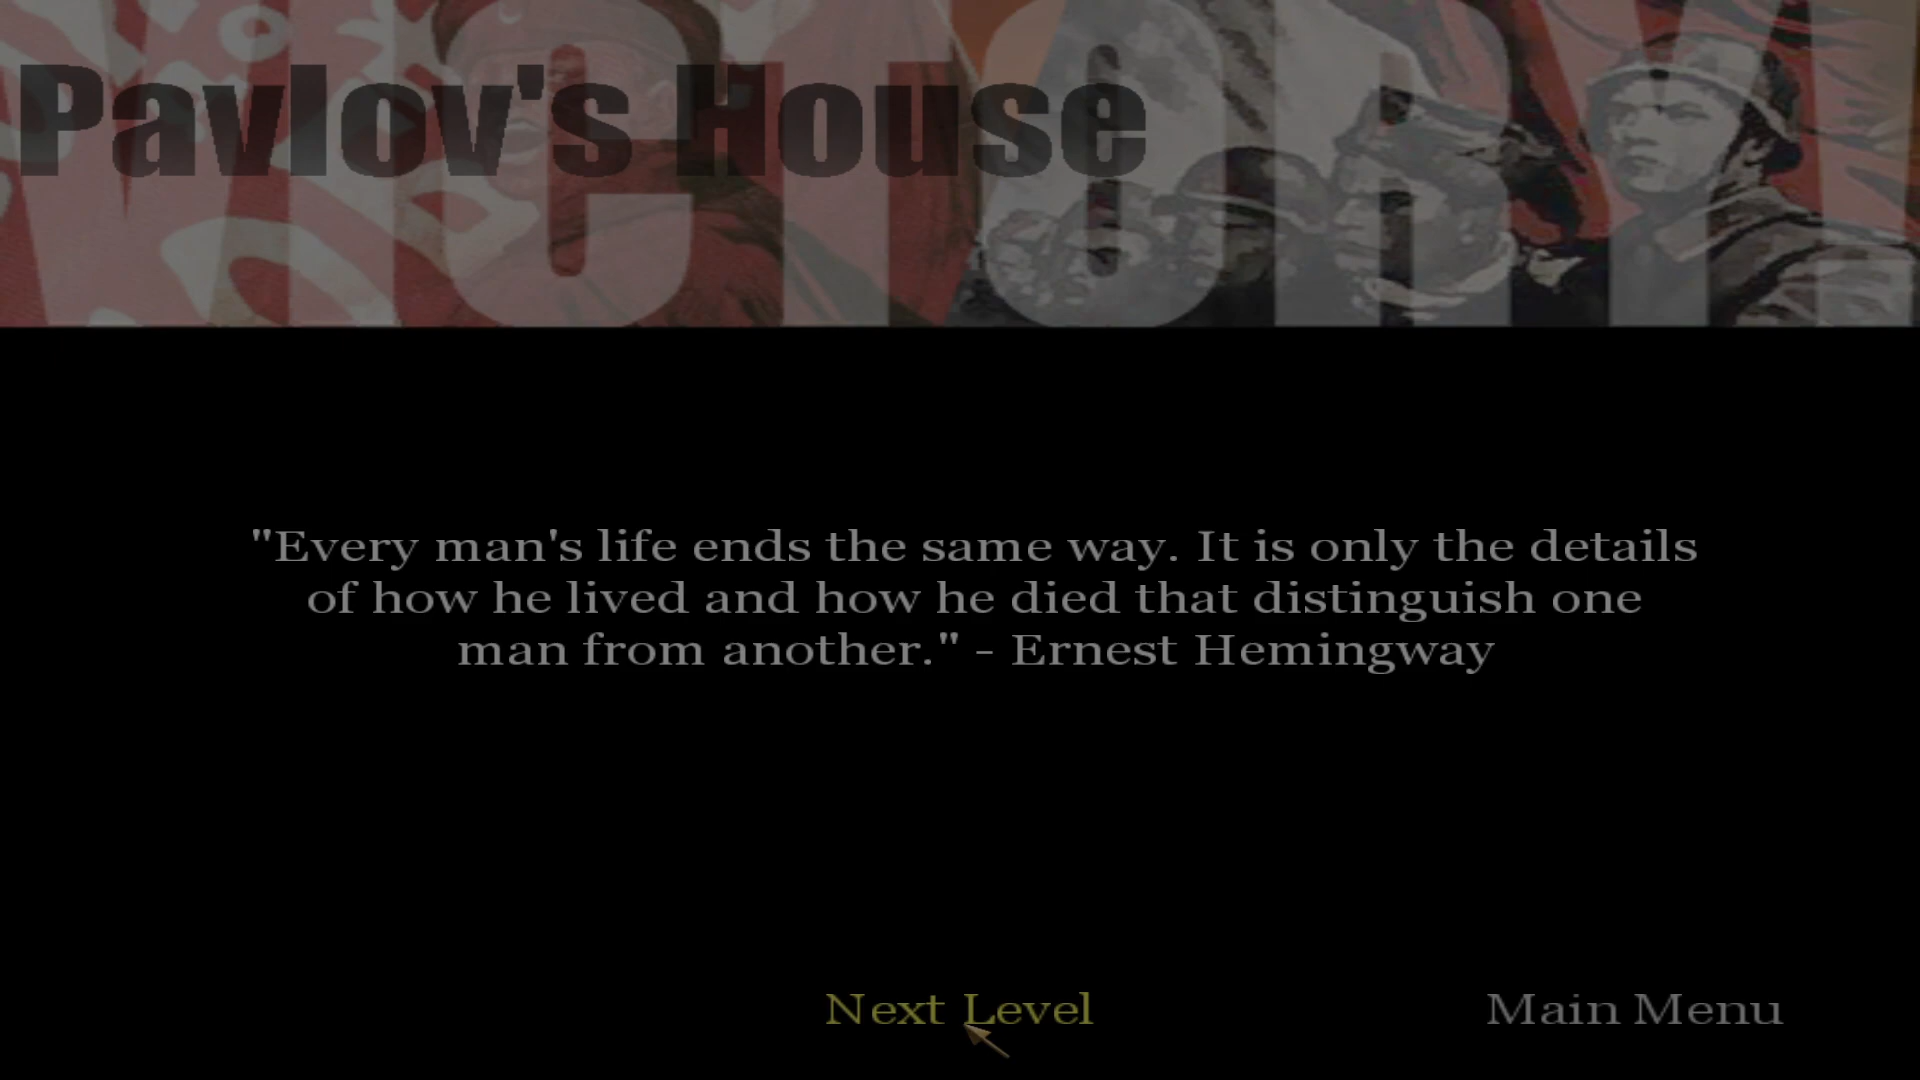 VICTORY
Pavlov's House
"Every man's life ends the same way. It is only the details
of how he lived and how he died that distinguish one
man from another." - Ernest Hemingway
Next Level
Main Menu